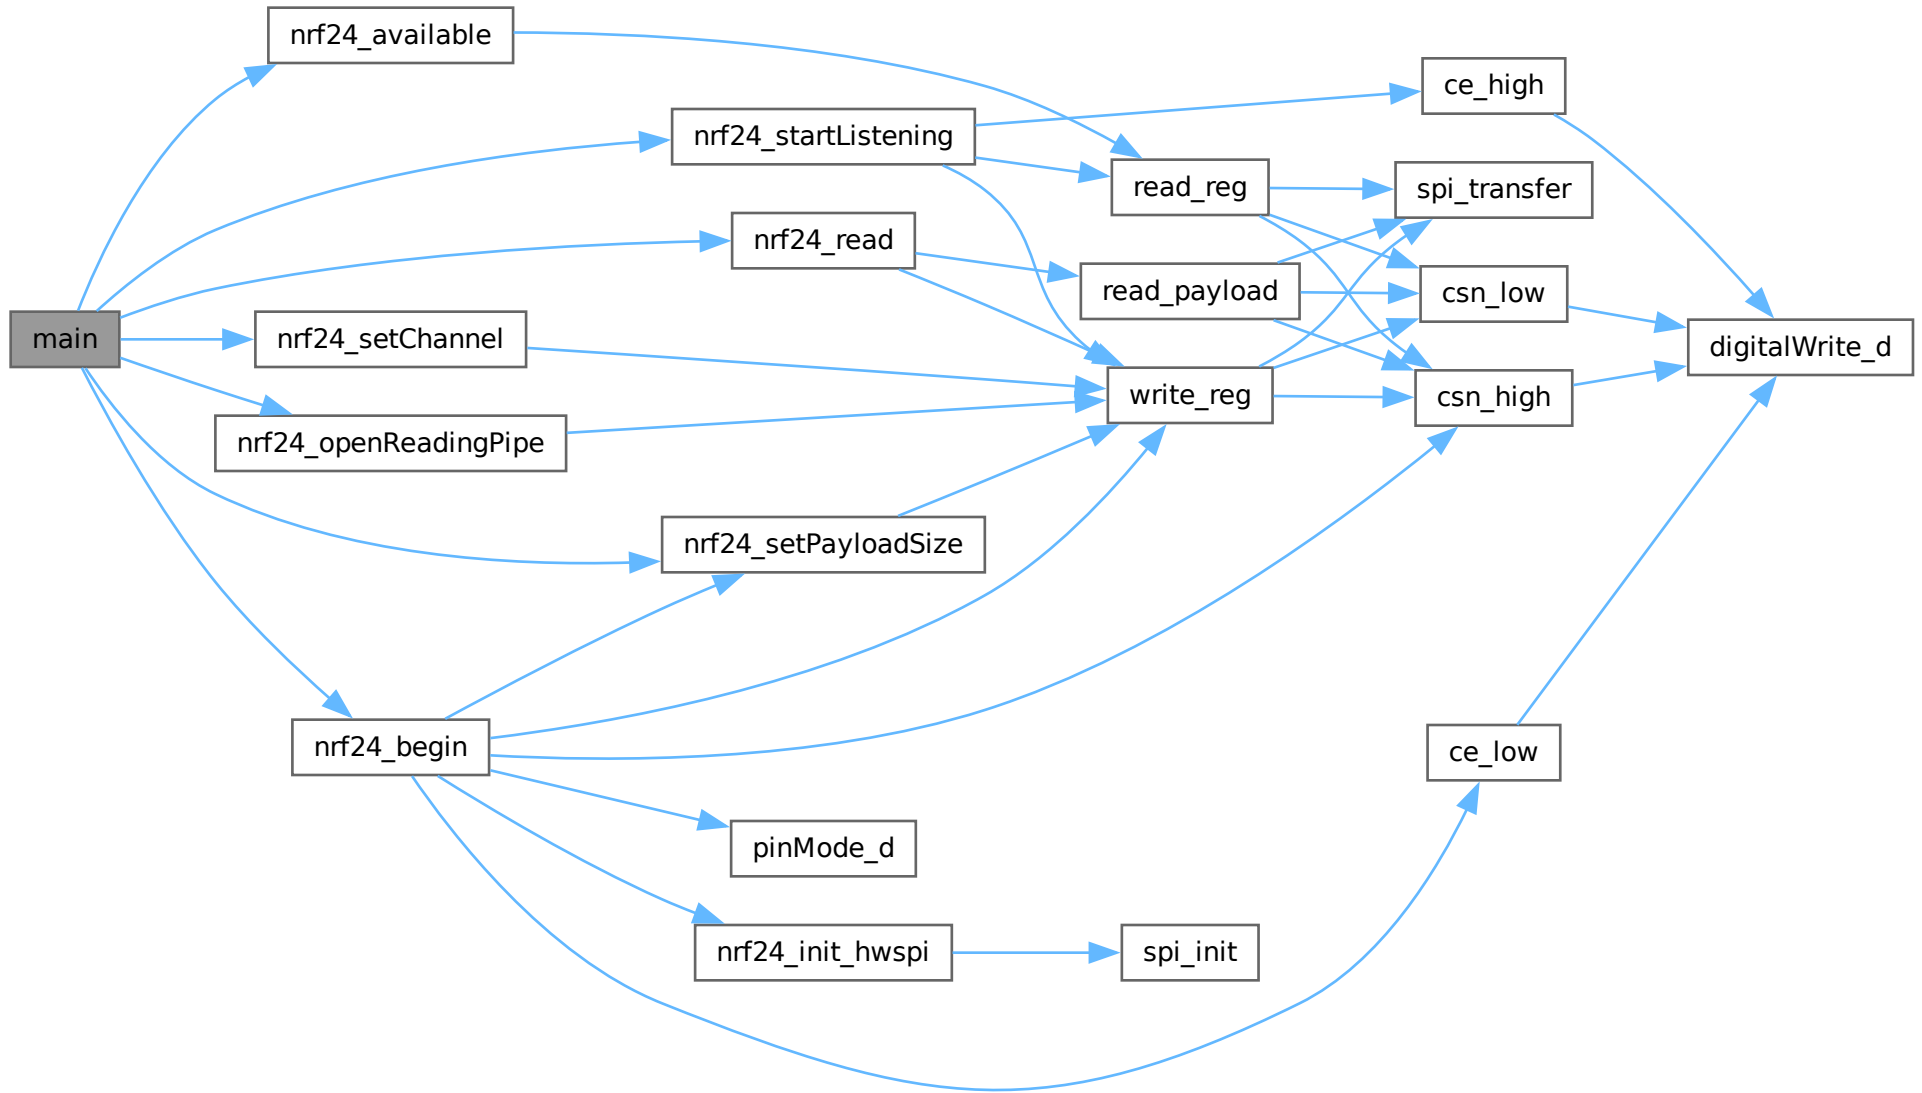 nrf24_available
ce_high
nrf24_startListening
read_reg
spi_transfer
nrf24_read
read_payload
csn_low
main
nrf24_setChannel
digitalWrite_d
write_reg
csn_high
nrf24_openReadingPipe
nrf24_setPayloadSize
nrf24_begin
ce_low
pinMode_d
nrf24_init_hwspi
spi_init